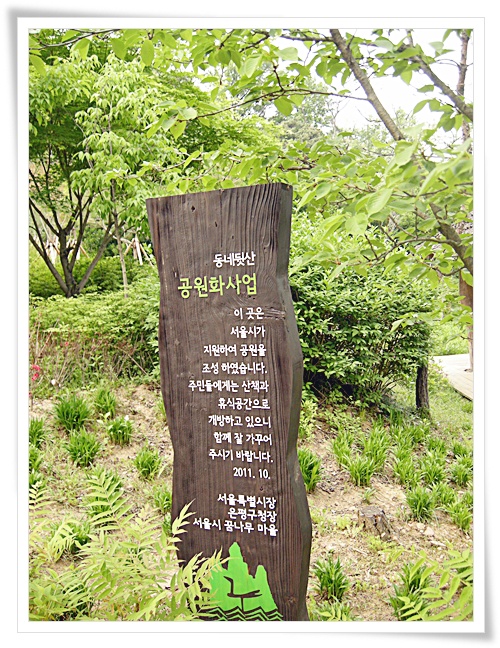 동네뒷산
공원화사업
이 곳은
서울시가
지원하여 공원을
조성 하였습니다.
주민들에게는 산책과
휴식공간으로
개방하고 있으니
함께 잘 가꾸어
주시기 바랍니다.
2011. 10.
서울특별시장
은평구청장
서울시 꿈나무 마을